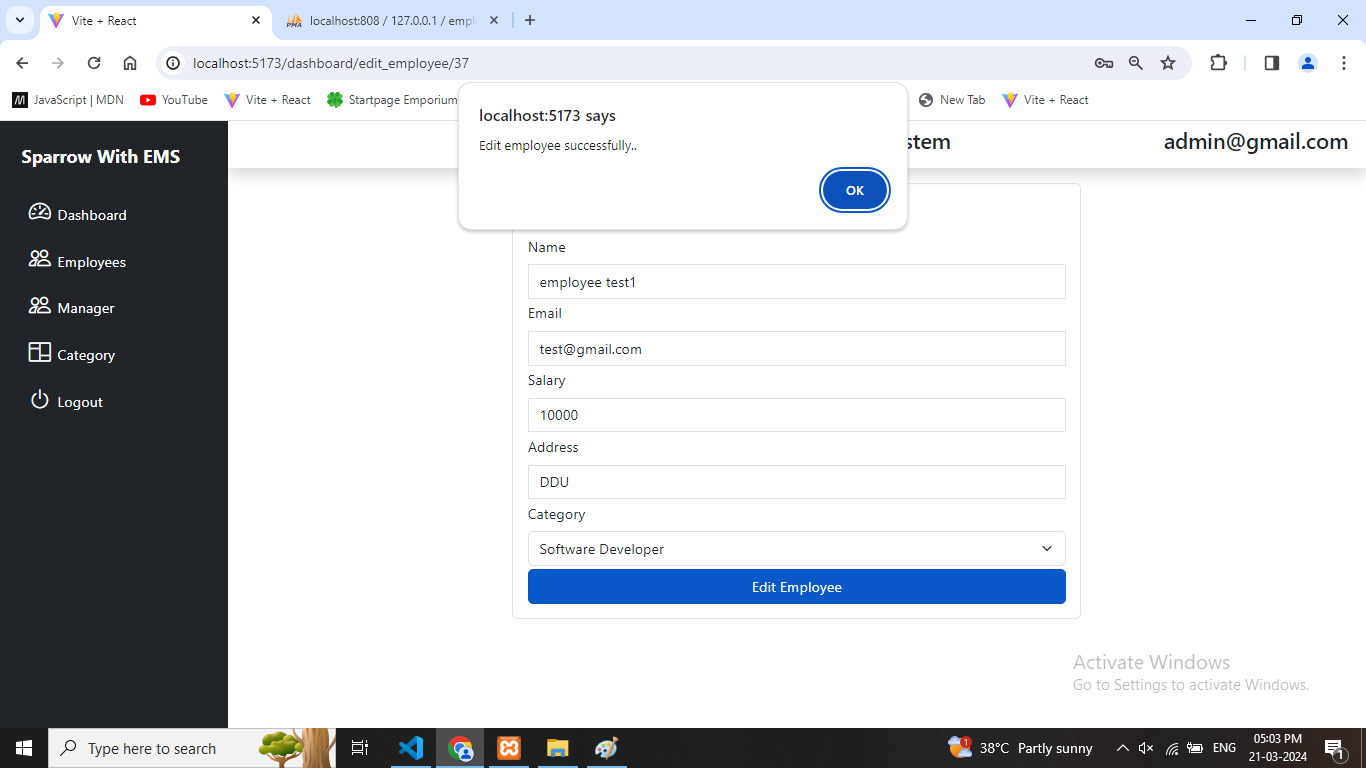 Vite + React
localhost:808 / 127.0.0.1 / empl
localhost:5173/dashboard/edit_employee/37
JavaScript | MDN
YouTube
Vite + React
Startpage Emporium
New Tab
Vite + React
localhost:5173 says
Edit employee successfully..
OK
Sparrow With EMS
stem
admin@gmail.com
Dashboard
Employees
Manager
Category
Logout
Name
employee test1
Email
test@gmail.com
Salary
10000
Address
DDU
Category
Software Developer
Edit Employee
Activate Windows
Go to Settings to activate Windows.
Type here to search
1
38°C Partly sunny
ENG
05:03 PM
21-03-2024
1